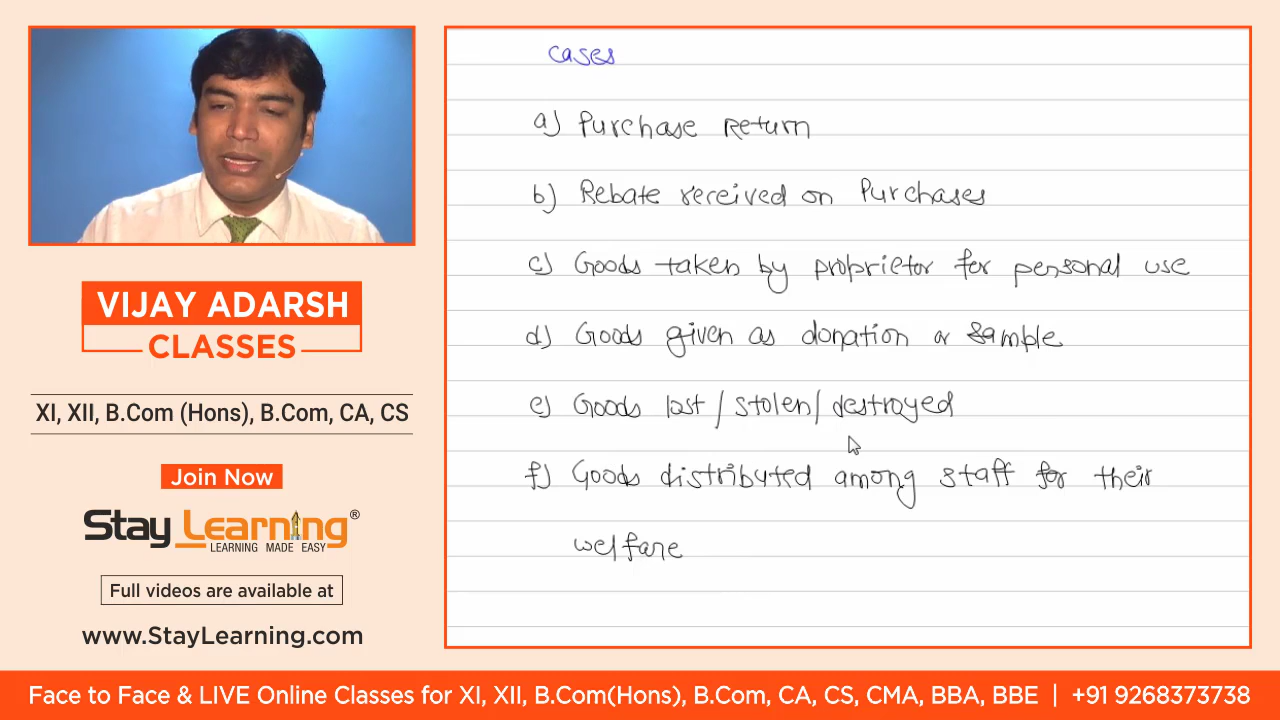 VIJAY ADARSH
CLASSES
XI, XII, B.Com (Hons), B.Com, CA, CS
Join Now
Stay Learning®
LEARNING MADE EASY
Full videos are available at
www.StayLearning.com
cases
a) Purchase Return
b) Rebate received on Purchases
c) Goods taken by proprietor for personal use
d) Goods given as donation or sample
e) Goods lost / stolen / destroyed
f) Goods distributed among staff for their
welfare
Face to Face & LIVE Online Classes for XI, XII, B.Com(Hons), B.Com, CA, CS, CMA, BBA, BBE | +91 9268373738